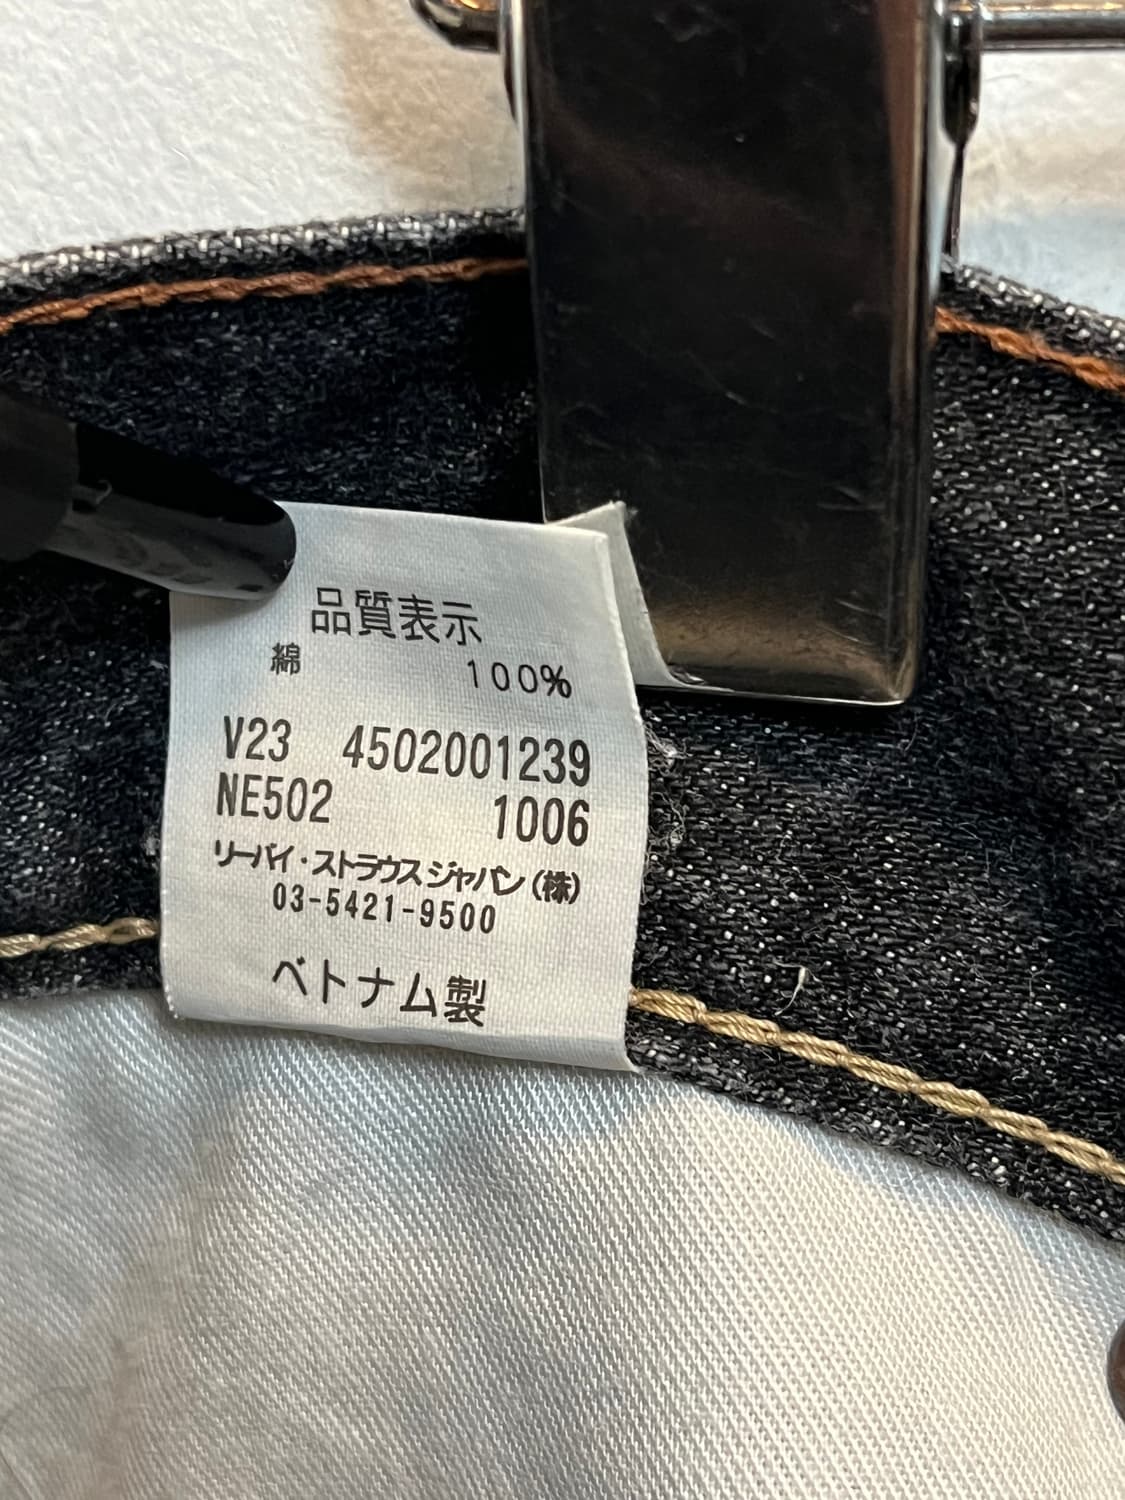 品質表示
綿 100%
V23 4502001239
NE502 1006
リーバイ・ストラウス ジャパン(株)
03-5421-9500
ベトナム製